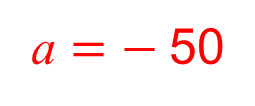 a = − 50